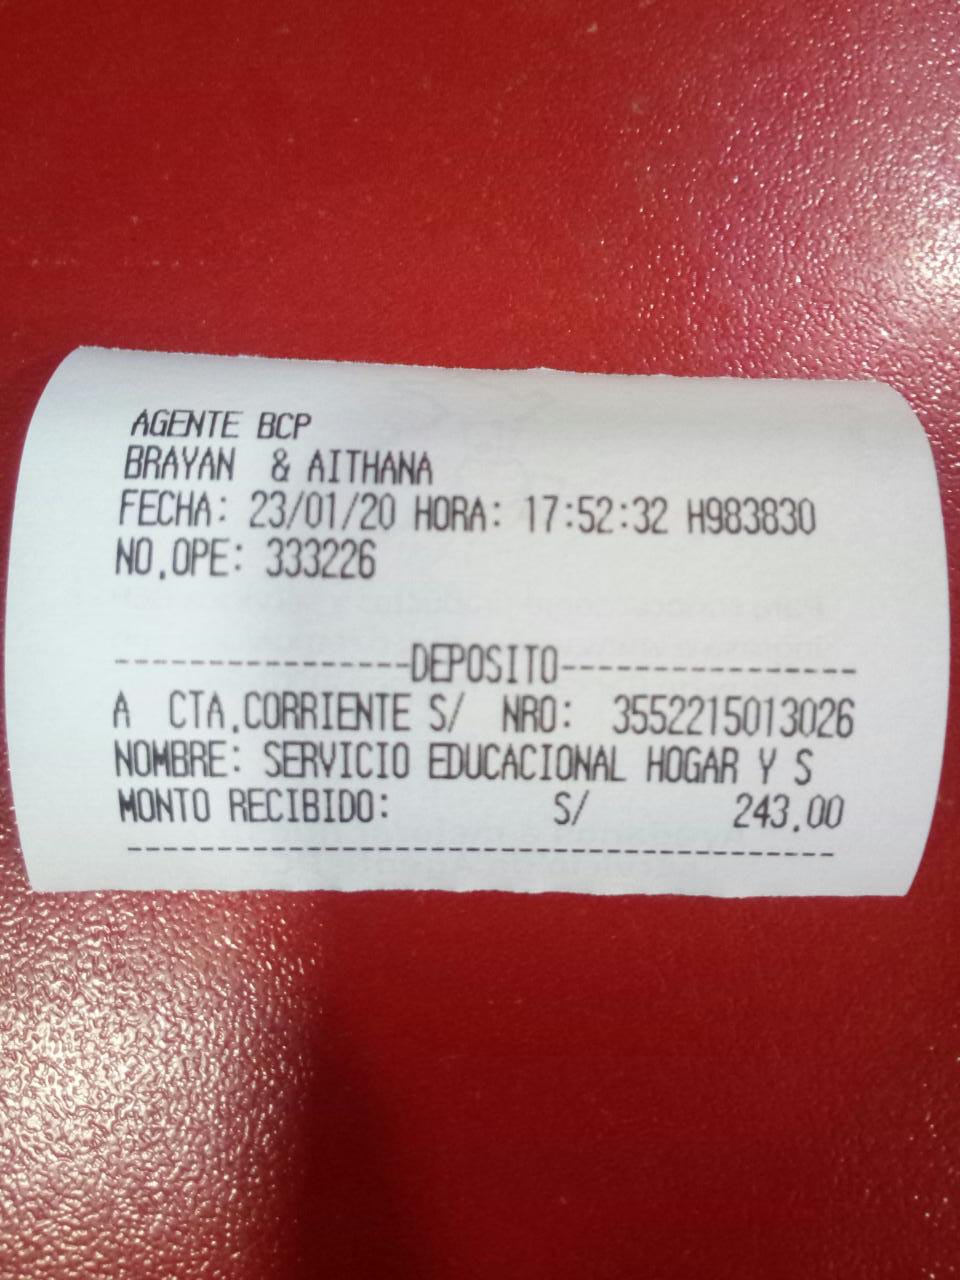 AGENTE BCP
BRAYAN & AITHANA
FECHA: 23/01/20 HORA: 17:52:32 H983830
NO.OPE: 333226
---------------DEPOSITO---------------
A CTA.CORRIENTE S/ NRO: 3552215013026
NOMBRE: SERVICIO EDUCACIONAL HOGAR Y S
MONTO RECIBIDO: S/ 243.00
--------------------------------------